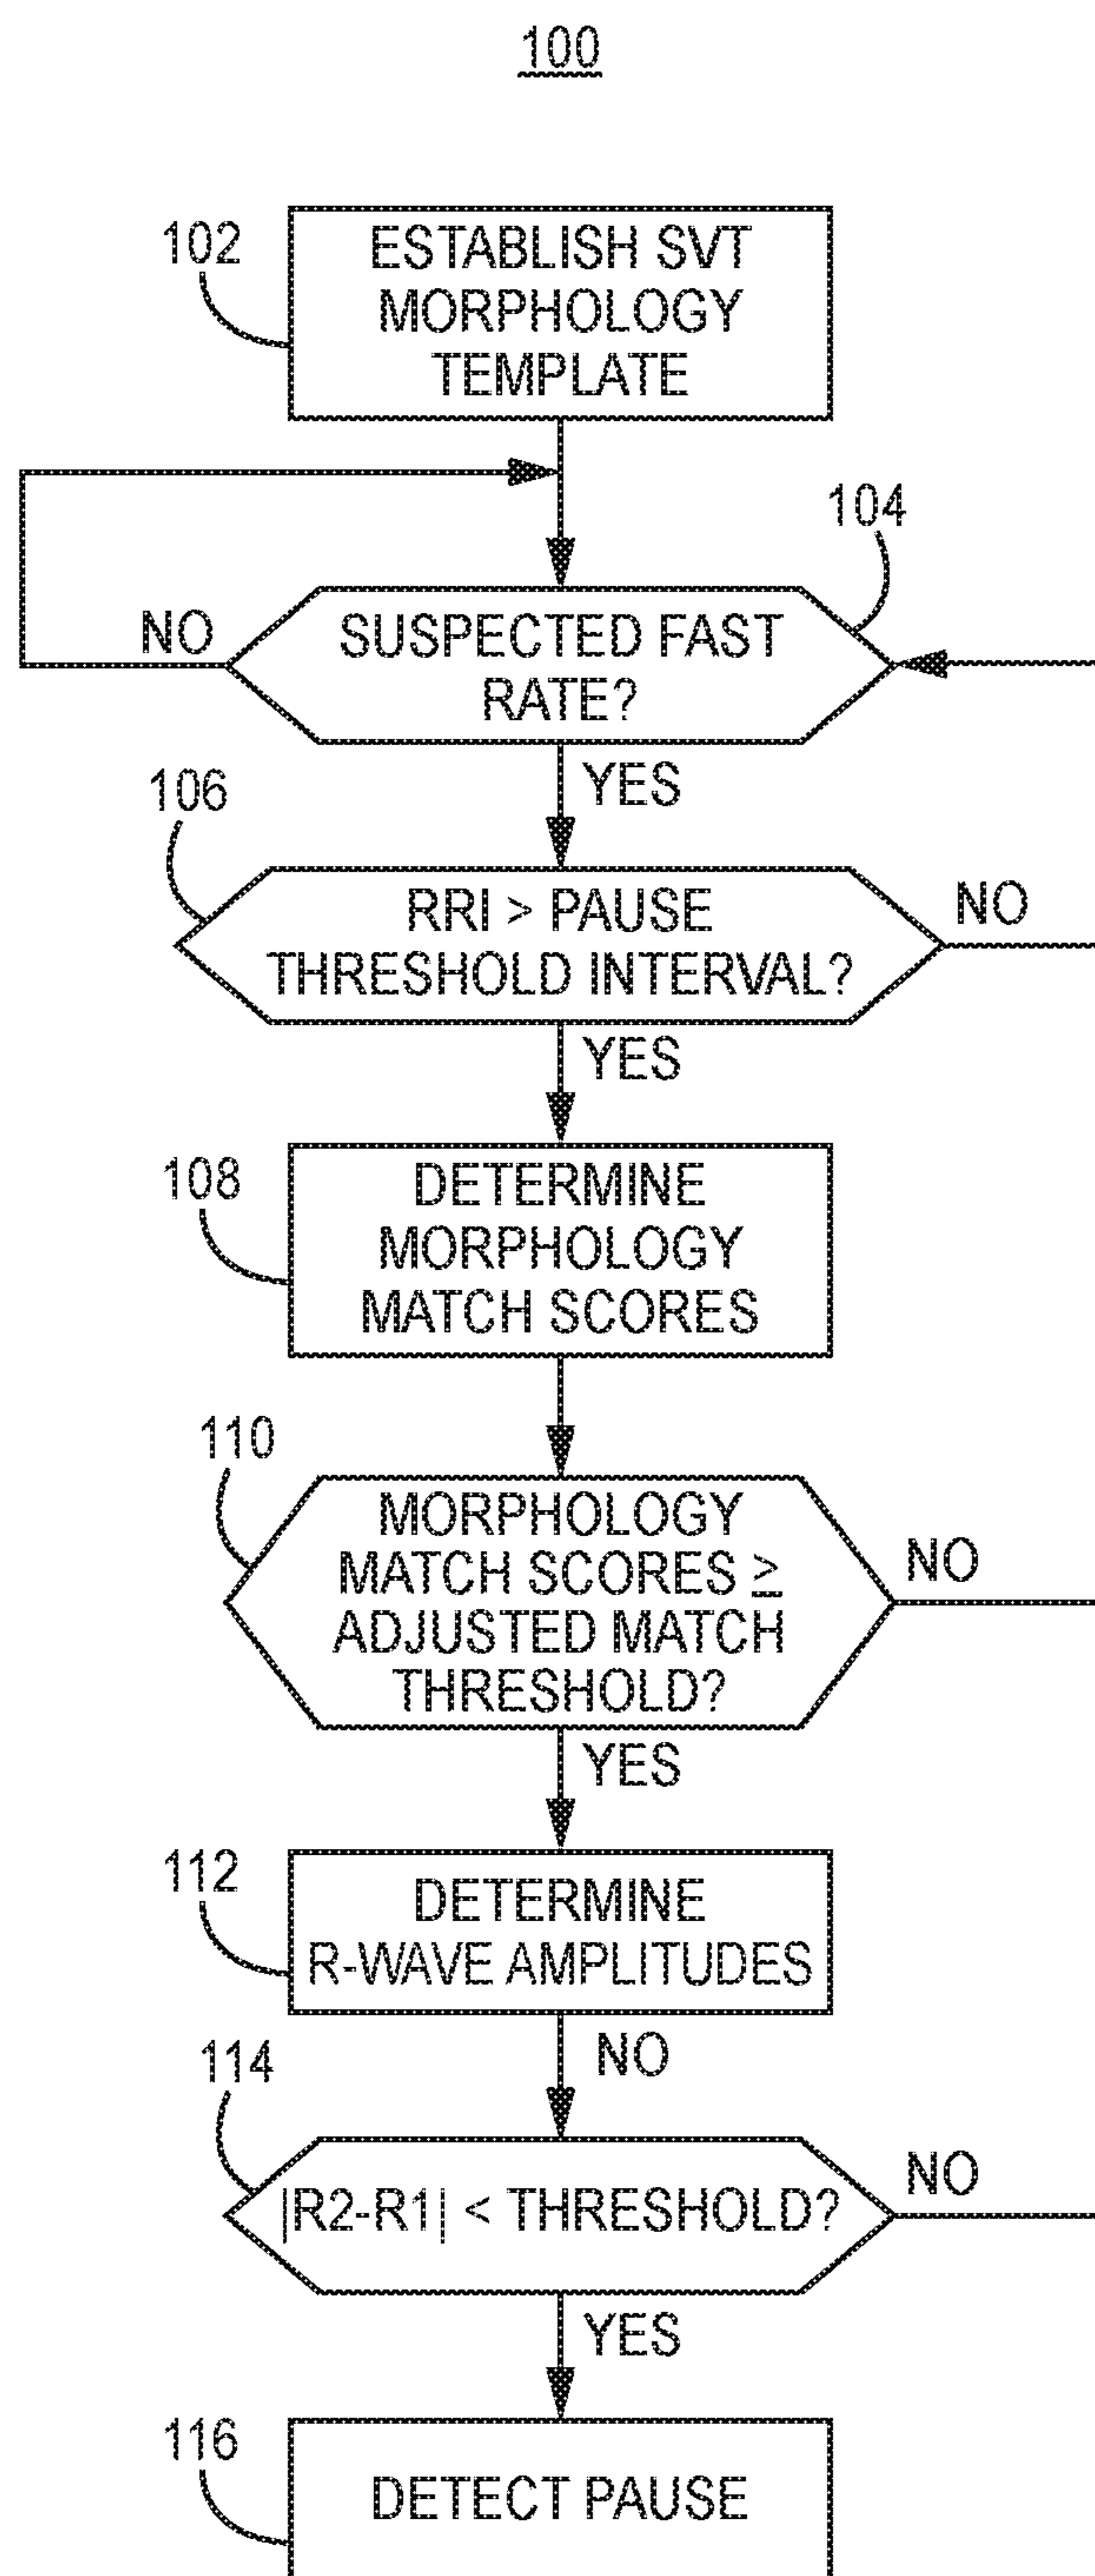 100
102
ESTABLISH SVT
MORPHOLOGY
TEMPLATE
104
NO
SUSPECTED FAST
RATE?
YES
106
RRI > PAUSE
THRESHOLD INTERVAL?
NO
YES
108
DETERMINE
MORPHOLOGY
MATCH SCORES
110
MORPHOLOGY
MATCH SCORES ≥
ADJUSTED MATCH
THRESHOLD?
NO
YES
112
DETERMINE
R-WAVE AMPLITUDES
NO
114
|R2-R1| < THRESHOLD?
NO
YES
116
DETECT PAUSE